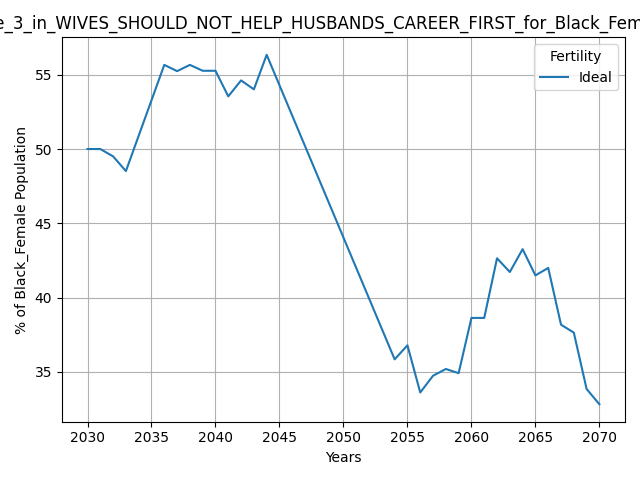 e_3_in_WIVES_SHOULD_NOT_HELP_HUSBANDS_CAREER_FIRST_for_Black_Fem
Fertility
Ideal
% of Black_Female Population
55
50
45
40
35
2030 2035 2040 2045 2050 2055 2060 2065 2070
Years